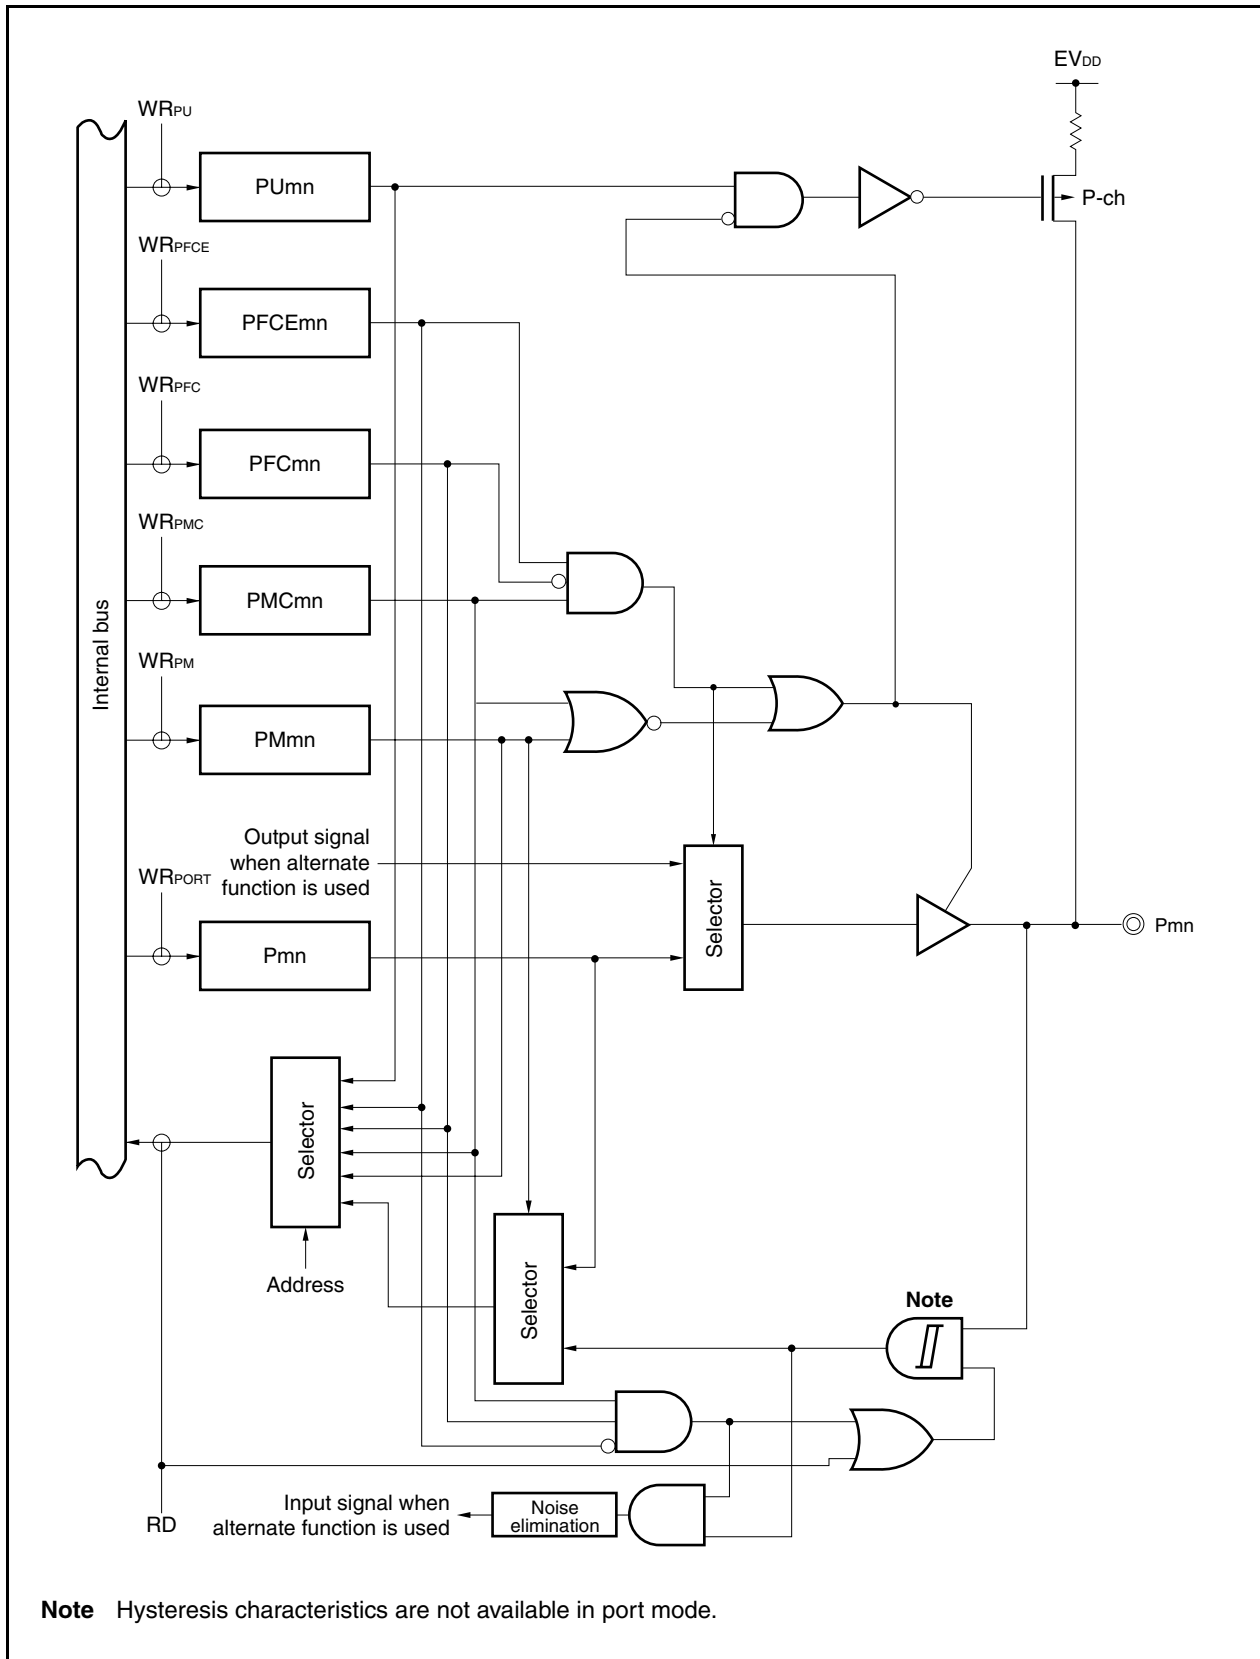 EVDD
WRPU
PUmn
P-ch
WRPFCE
PFCEmn
WRPFC
PFCmn
WRPMC
PMCmn
Internal bus
WRPM
PMmn
Output signal
when alternate
function is used
WRPORT
Pmn
Selector
Pmn
Selector
Address
Selector
Note
Input signal when
alternate function is used
Noise
elimination
RD
Note Hysteresis characteristics are not available in port mode.